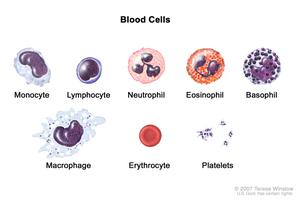 Blood Cells
Monocyte Lymphocyte Neutrophil Eosinophil Basophil
Macrophage Erythrocyte Platelets
© 2007 Terese Winslow
U.S. Govt. has certain rights